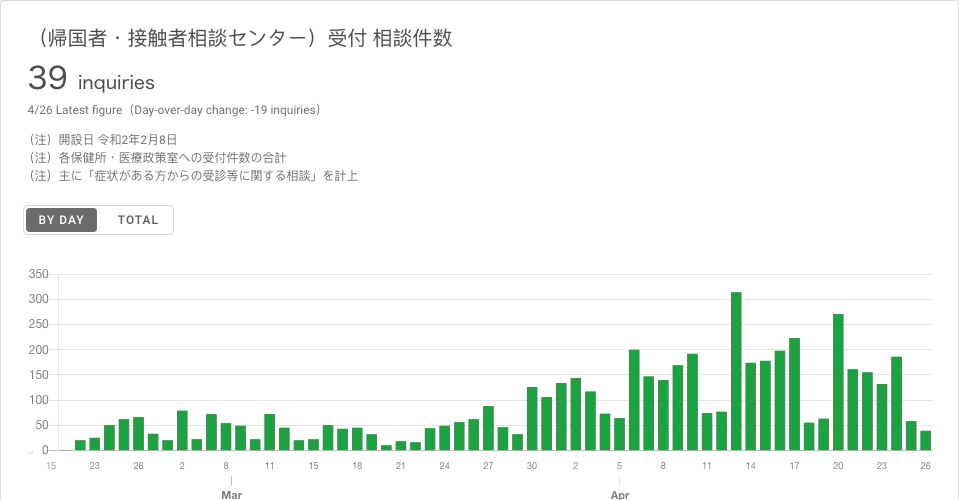 （帰国者・接触者相談センター）受付 相談件数
39 inquiries
4/26 Latest figure（Day-over-day change: -19 inquiries）
（注）開設日 令和2年2月8日
（注）各保健所・医療政策室への受付件数の合計
（注）主に「症状がある方からの受診等に関する相談」を計上
BY DAY TOTAL
350
300
250
200
150
100
50
0
15 23 28 2 8 11 15 18 21 24 27 30 2 5 8 11 14 17 20 23 26
Mar Apr